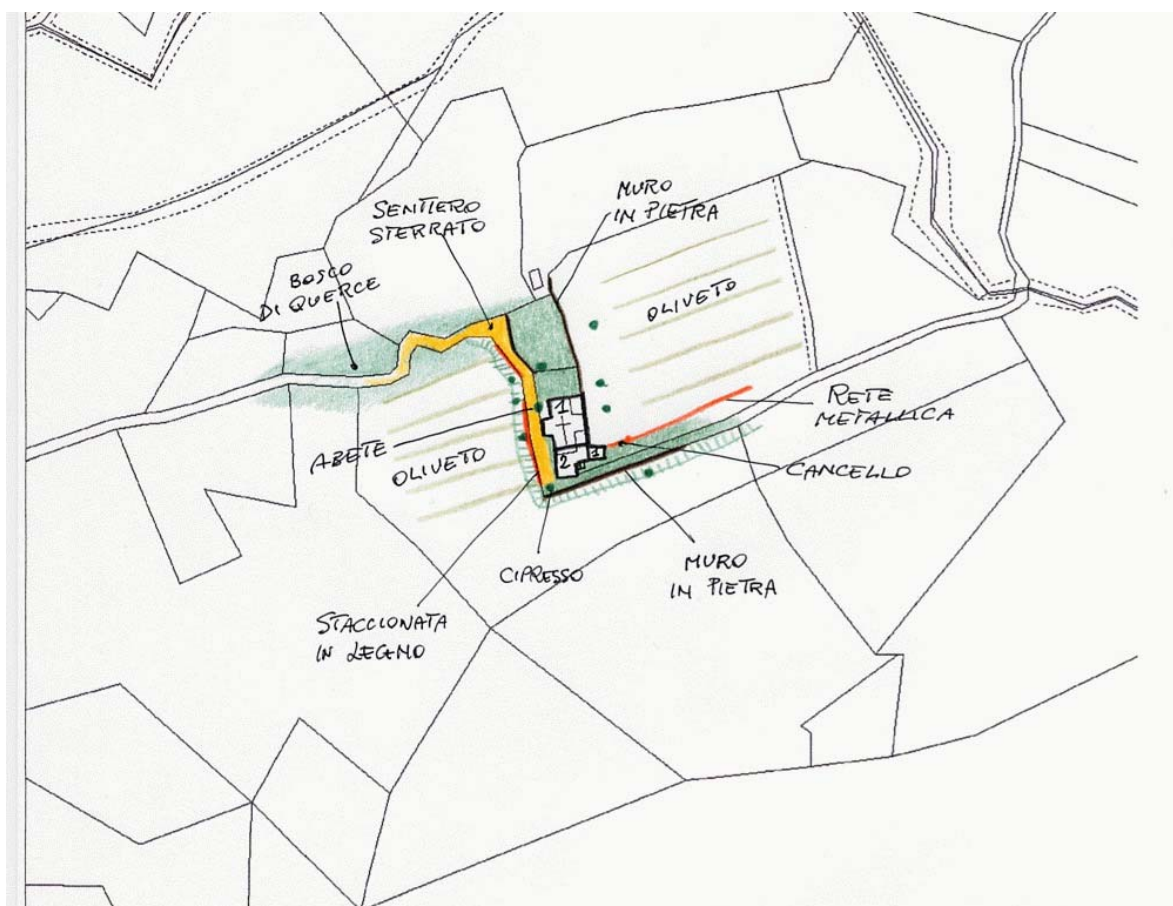 MURO
IN PIETRA
SENTIERO
STERRATO
BOSCO
DI QUERCE
OLIVETO
RETE
METALLICA
ABETE
OLIVETO
1
2
1
CANCELLO
CIPRESSO
MURO
IN PIETRA
STACCIONATA
IN LEGNO